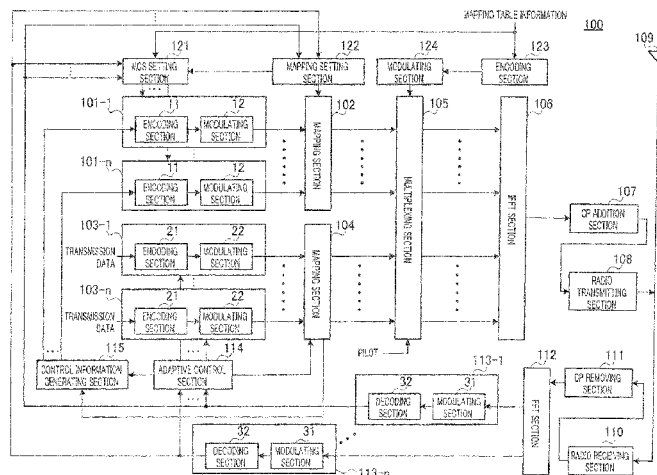 MAPPING TABLE INFORMATION
100
109
121
122
124
123
MCS SETTING SECTION
MAPPING SETTING SECTION
MODULATING SECTION
ENCODING SECTION
101-1
11
12
102
105
106
ENCODING SECTION
MODULATING SECTION
MAPPING SECTION
MULTIPLEXING SECTION
IFFT SECTION
101-n
11
12
ENCODING SECTION
MODULATING SECTION
107
CP ADDITION SECTION
103-1
21
22
104
TRANSMISSION DATA
ENCODING SECTION
MODULATING SECTION
MAPPING SECTION
108
RADIO TRANSMITTING SECTION
103-n
21
22
TRANSMISSION DATA
ENCODING SECTION
MODULATING SECTION
PILOT
115
114
CONTROL INFORMATION GENERATING SECTION
ADAPTIVE CONTROL SECTION
113-1
112
111
32
31
DECODING SECTION
MODULATING SECTION
FFT SECTION
CP REMOVING SECTION
32
31
110
DECODING SECTION
MODULATING SECTION
RADIO RECEIVING SECTION
113-n